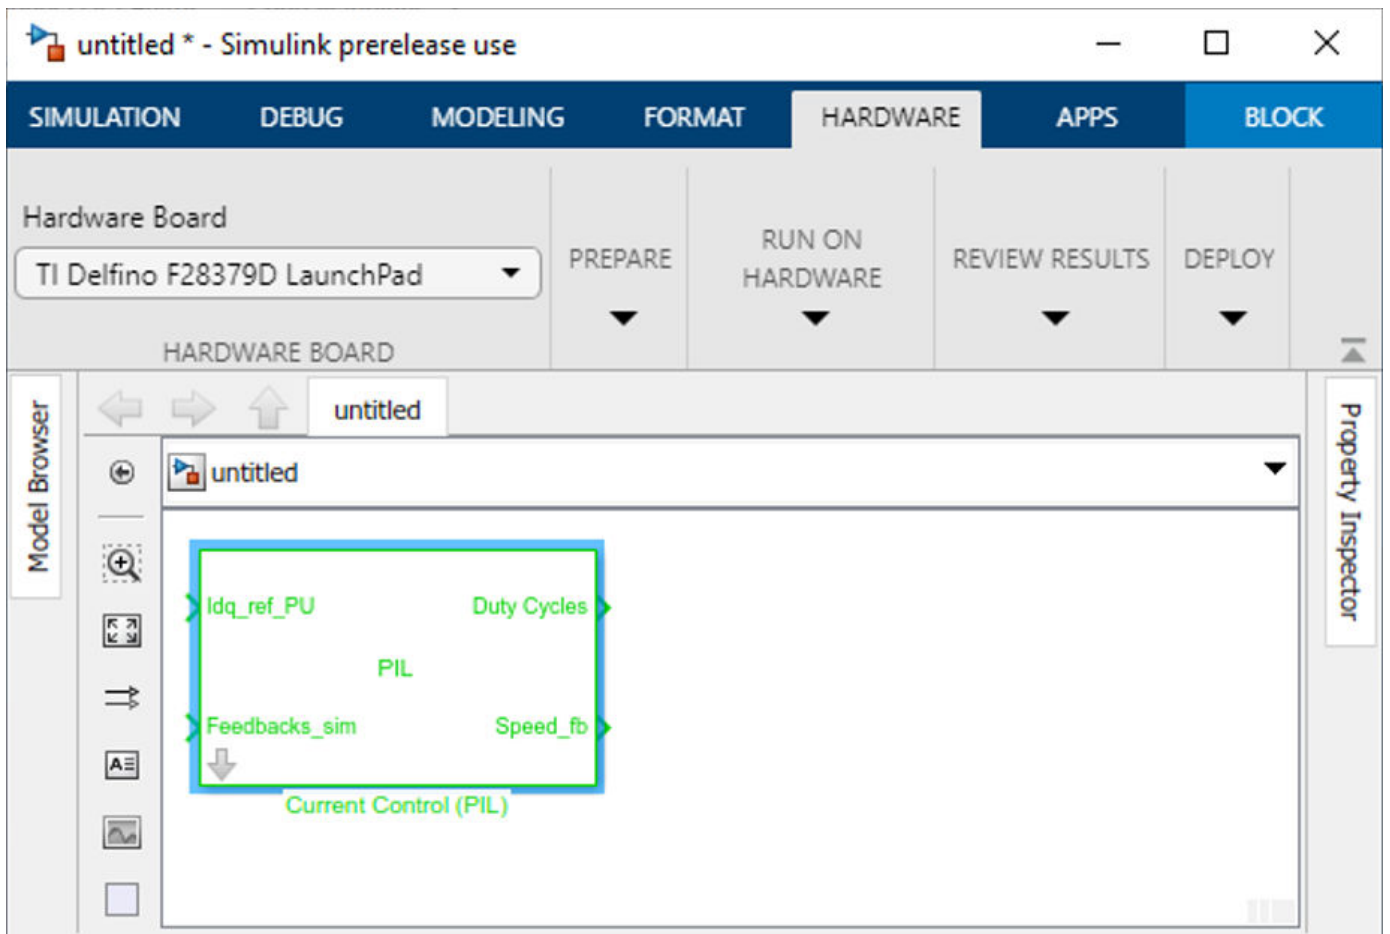 untitled * - Simulink prerelease use
SIMULATION DEBUG MODELING FORMAT HARDWARE APPS BLOCK
Hardware Board
TI Delfino F28379D LaunchPad
HARDWARE BOARD
PREPARE
RUN ON
HARDWARE
REVIEW RESULTS
DEPLOY
Model Browser
untitled
untitled
Property Inspector
Idq_ref_PU Duty Cycles
PIL
Feedbacks_sim Speed_fb
Current Control (PIL)
A